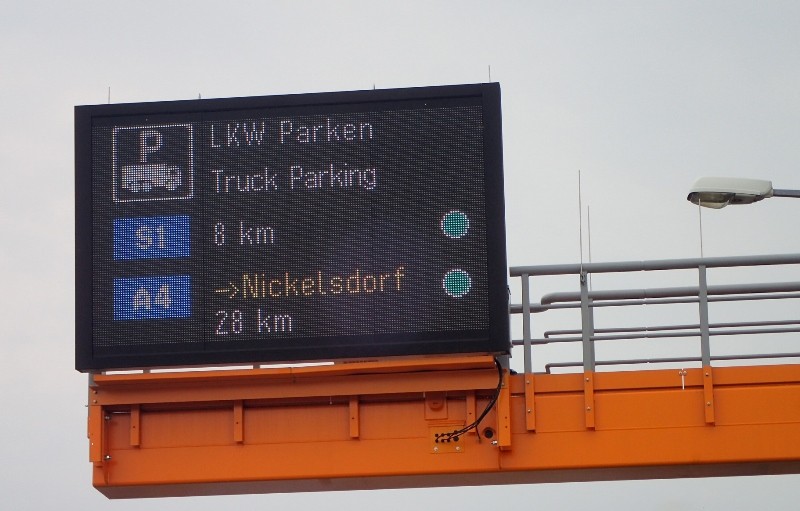 P
LKW Parken
Truck Parking
S1
8 km
A4
→Nickelsdorf
28 km